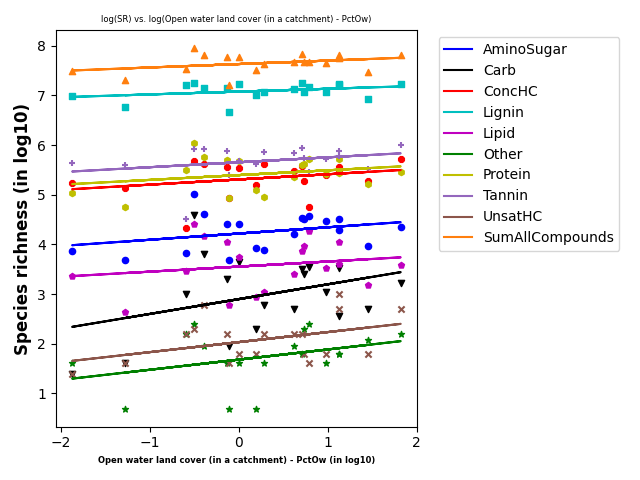 log(SR) vs. log(Open water land cover (in a catchment) - PctOw)
Species richness (in log10)
8
7
6
5
4
3
2
1
−2
−1
0
1
2
Open water land cover (in a catchment) - PctOw (in log10)
AminoSugar
Carb
ConcHC
Lignin
Lipid
Other
Protein
Tannin
UnsatHC
SumAllCompounds